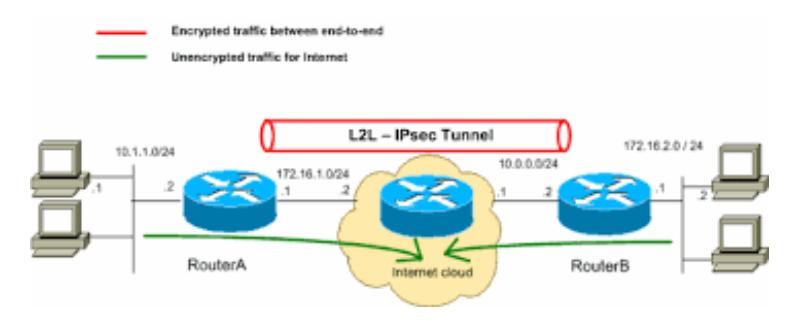 Encrypted traffic between end-to-end
Unencrypted traffic for Internet
L2L – IPsec Tunnel
10.1.1.0/24
172.16.1.0/24
10.0.0.0/24
172.16.2.0 / 24
.1
.2
.1
.2
.1
.2
.1
.2
RouterA
Internet cloud
RouterB